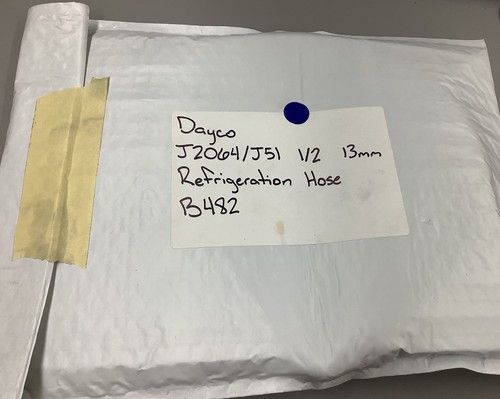 Dayco
J2064/J51 1/2 13mm
Refrigeration Hose
B482